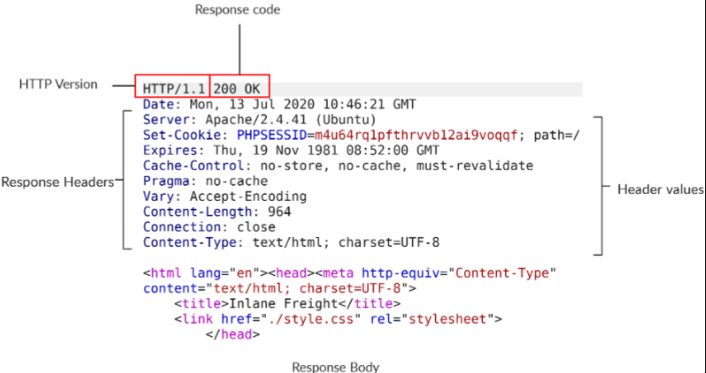 Response code
HTTP Version
HTTP/1.1 200 OK
Date: Mon, 13 Jul 2020 10:46:21 GMT
Server: Apache/2.4.41 (Ubuntu)
Set-Cookie: PHPSESSID=m4u64rq1pfthrvvb12ai9voqqf; path=/
Expires: Thu, 19 Nov 1981 08:52:00 GMT
Cache-Control: no-store, no-cache, must-revalidate
Response Headers
Pragma: no-cache
Header values
Vary: Accept-Encoding
Content-Length: 964
Connection: close
Content-Type: text/html; charset=UTF-8
<html lang="en"><head><meta http-equiv="Content-Type"
content="text/html; charset=UTF-8">
<title>Inlane Freight</title>
<link href="./style.css" rel="stylesheet">
</head>
Response Body